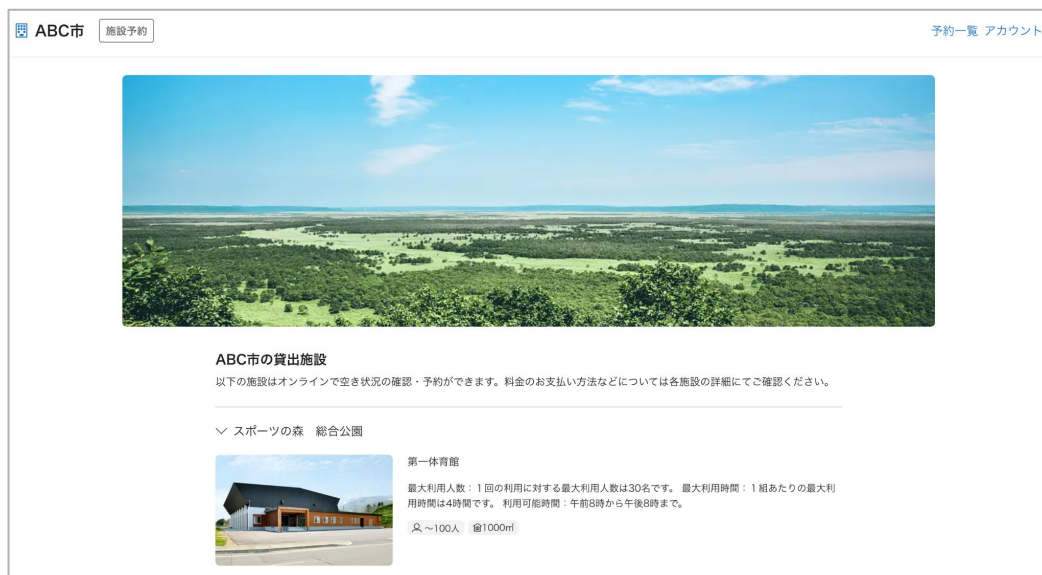 ABC市 施設予約 予約一覧 アカウント
ABC市の貸出施設
以下の施設はオンラインで空き状況の確認・予約ができます。料金のお支払い方法などについては各施設の詳細にてご確認ください。
スポーツの森　総合公園
第一体育館
最大利用人数：1回の利用に対する最大利用人数は30名です。 最大利用時間：1組あたりの最大利
用時間は4時間です。 利用可能時間：午前8時から午後8時まで。
～100人 1000㎡